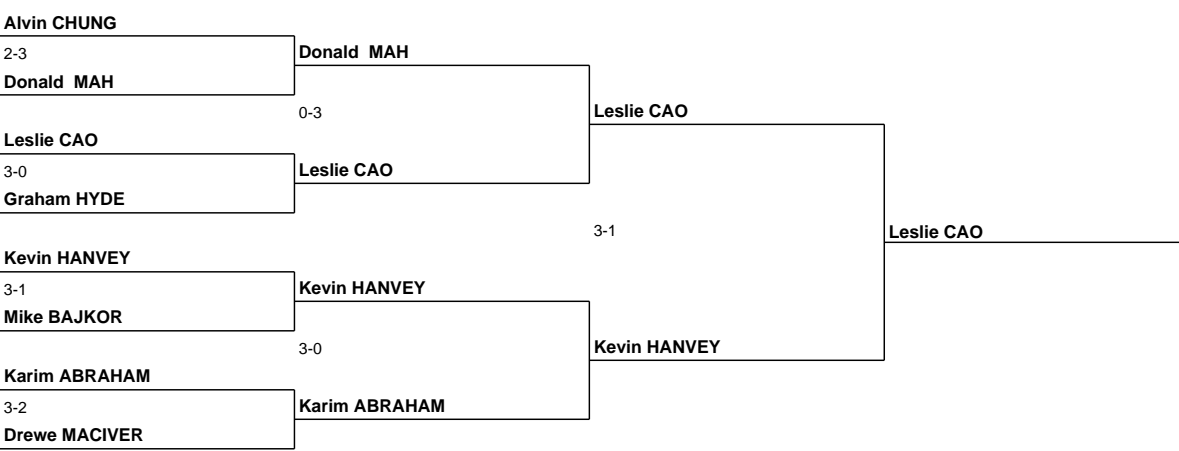 Alvin CHUNG
2-3
Donald  MAH
Donald  MAH
0-3
Leslie CAO
Leslie CAO
3-0
Graham HYDE
Leslie CAO
3-1
Leslie CAO
Kevin HANVEY
3-1
Mike BAJKOR
Kevin HANVEY
3-0
Kevin HANVEY
Karim ABRAHAM
3-2
Drewe MACIVER
Karim ABRAHAM